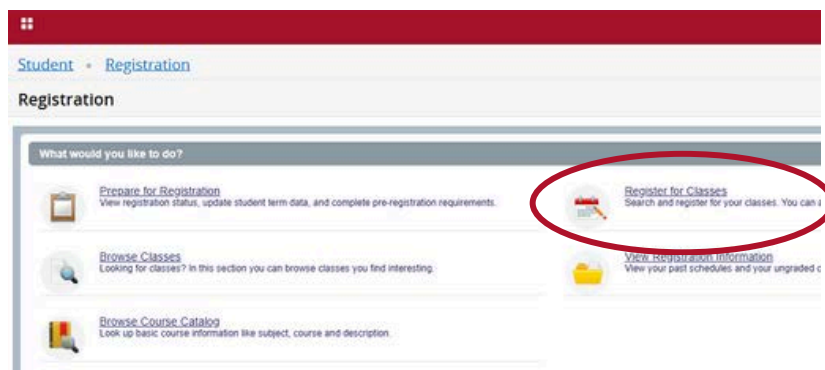 Student • Registration
Registration
What would you like to do?
Prepare for Registration
View registration status, update student term data, and complete pre-registration requirements.
Register for Classes
Search and register for your classes. You can a
Browse Classes
Looking for classes? In this section you can browse classes you find interesting.
View Registration Information
View your past schedules and your ungraded c
Browse Course Catalog
Look up basic course information like subject, course and description.